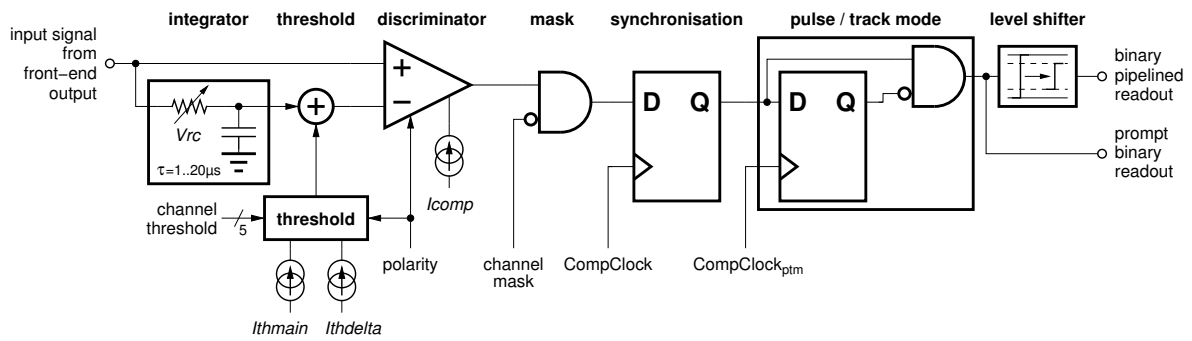 integrator
threshold
discriminator
mask
synchronisation
pulse / track mode
level shifter
input signal
from
front−end
output
Vrc
τ=1..20µs
+
+
−
D Q
D Q
binary
pipelined
readout
prompt
binary
readout
Icomp
channel
threshold
5
threshold
polarity
channel
mask
CompClock
CompClockptm
Ithmain
Ithdelta